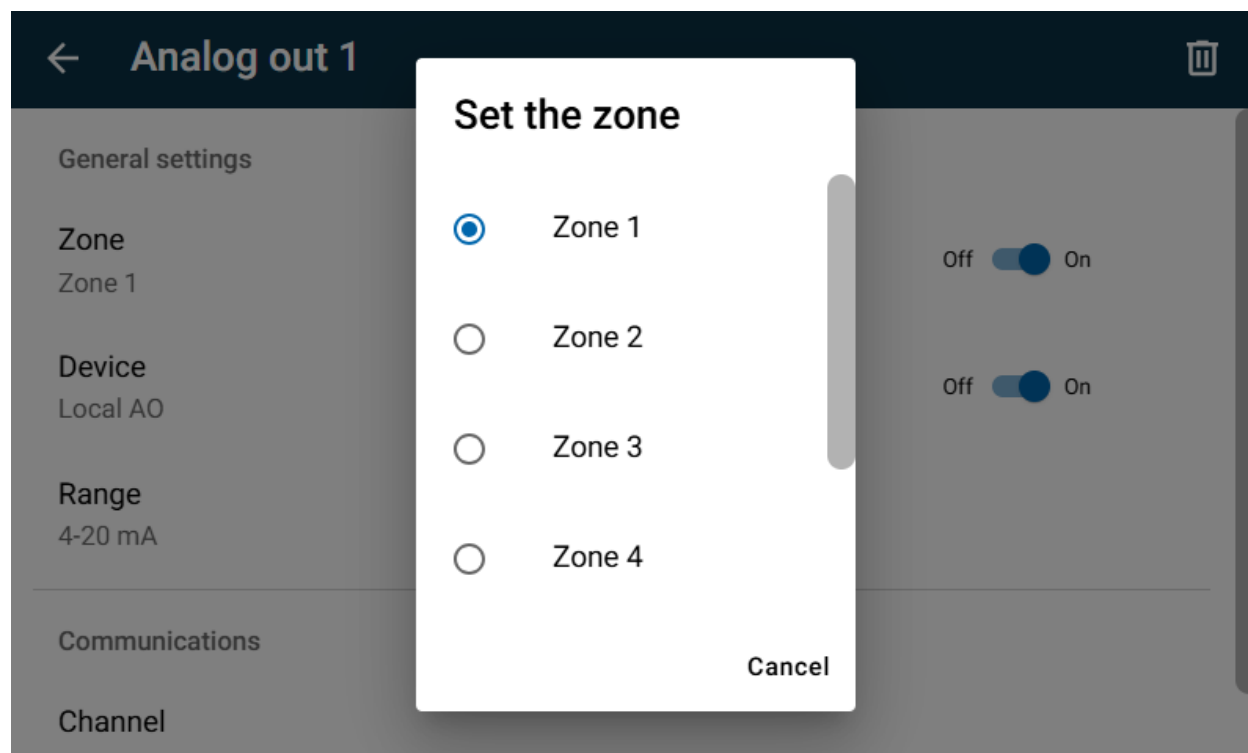 Analog out 1
Set the zone
General settings
Zone
Zone 1
Off On
Device
Local AO
Off On
Range
4-20 mA
Communications
Channel
Zone 1
Zone 2
Zone 3
Zone 4
Cancel